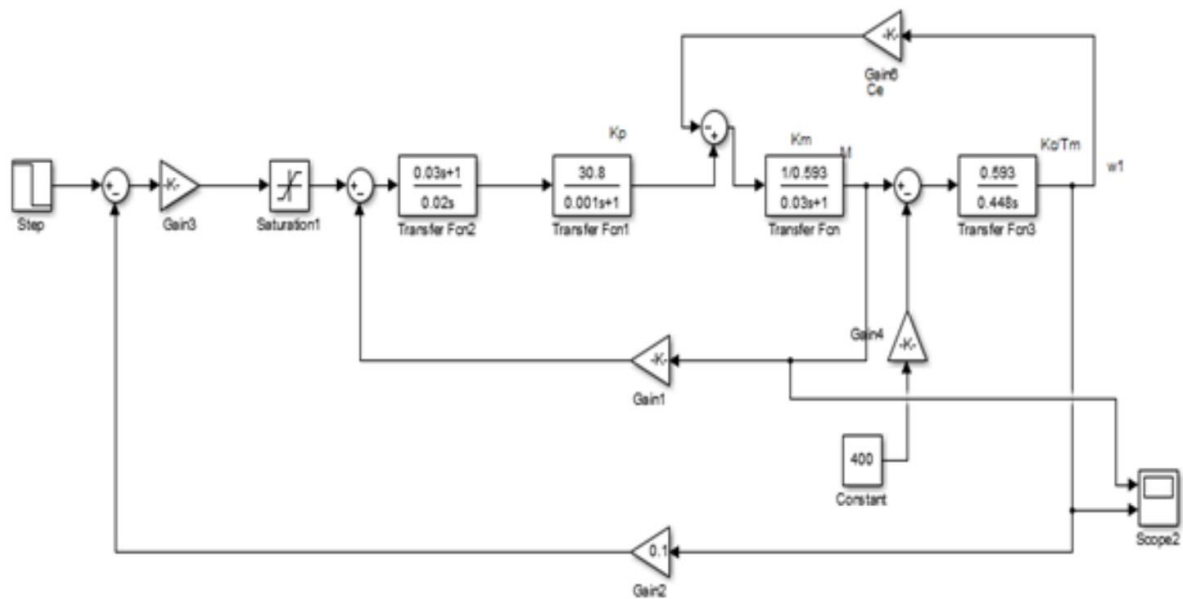 -K-
Gain6
Ce
Kp
Km
M
Kc/Tm
w1
Step
-K-
Gain3
Saturation1
0.03s+1
0.02s
Transfer Fcn2
30.8
0.001s+1
Transfer Fcn1
1/0.593
0.03s+1
Transfer Fcn
0.593
0.448s
Transfer Fcn3
Gain4
-K-
-K-
Gain1
400
Constant
Scope2
0.1
Gain2